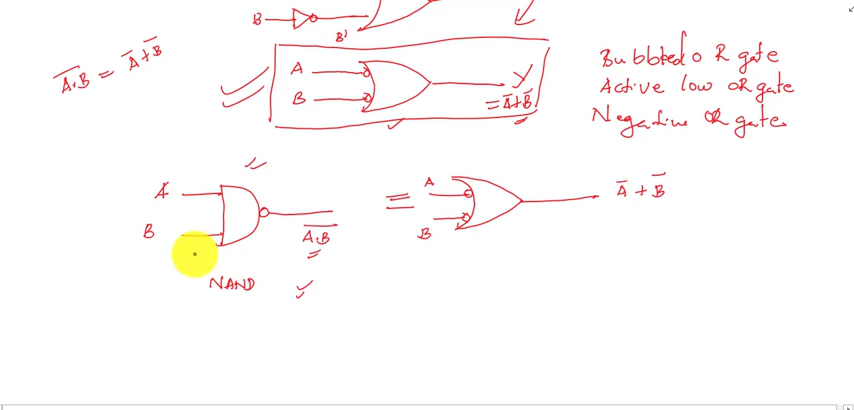 B
B'
A̅.̅B̅ = A̅ + B̅
A
B
Y
= A̅ + B̅
Bubbled OR gate
Active low OR gate
Negative OR gate
A
B
A̅.̅B̅
NAND
=
A
B
A̅ + B̅